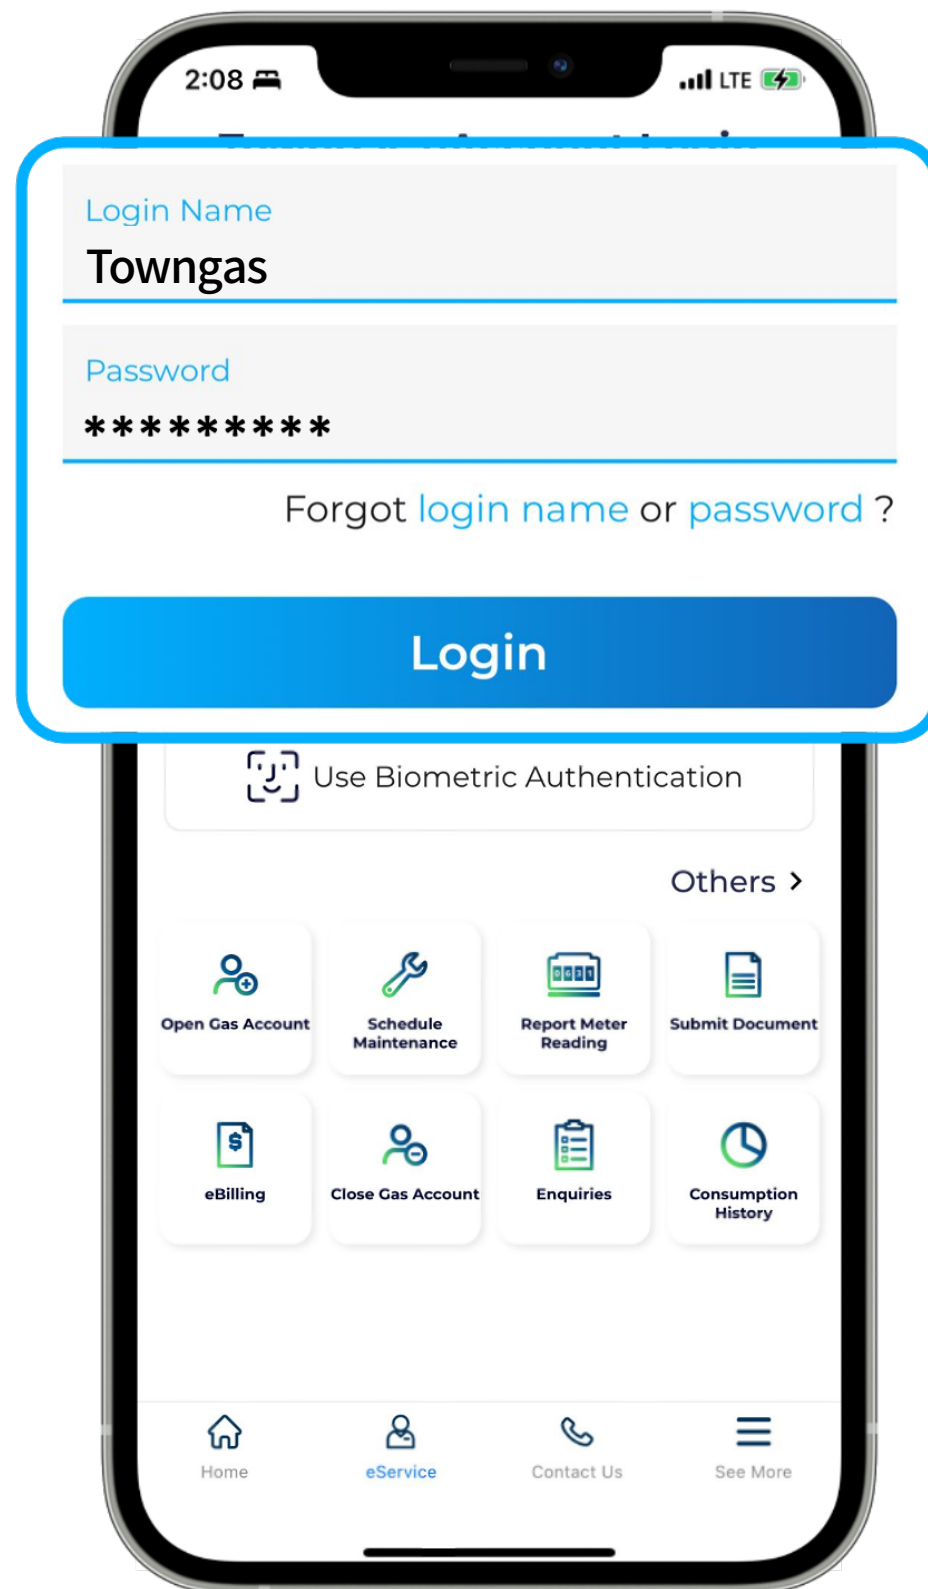 2:08
LTE
Login Name
Towngas
Password
*********
Forgot login name or password ?
Login
Use Biometric Authentication
Others >
Open Gas Account
Schedule
Maintenance
Report Meter
Reading
Submit Document
eBilling
Close Gas Account
Enquiries
Consumption
History
Home
eService
Contact Us
See More